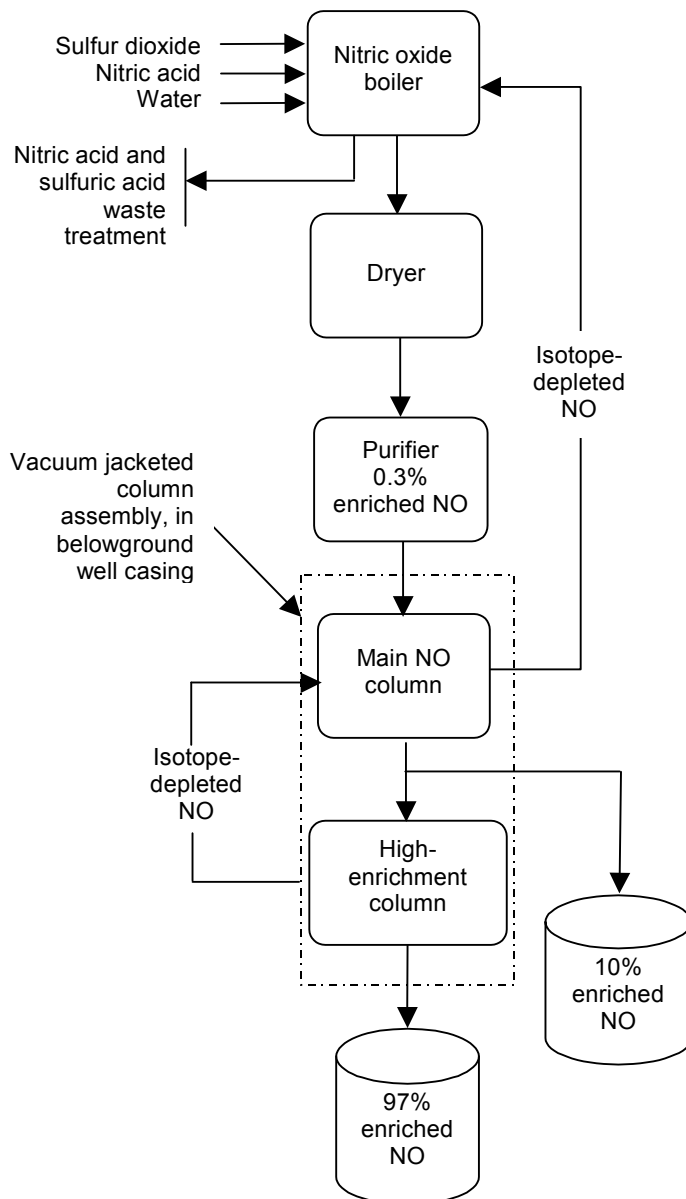 Sulfur dioxide
Nitric acid
Water
Nitric oxide
boiler
Nitric acid and
sulfuric acid
waste
treatment
Dryer
Isotope-
depleted
NO
Purifier
0.3%
enriched NO
Vacuum jacketed
column
assembly, in
belowground
well casing
Main NO
column
Isotope-
depleted
NO
High-
enrichment
column
10%
enriched
NO
97%
enriched
NO